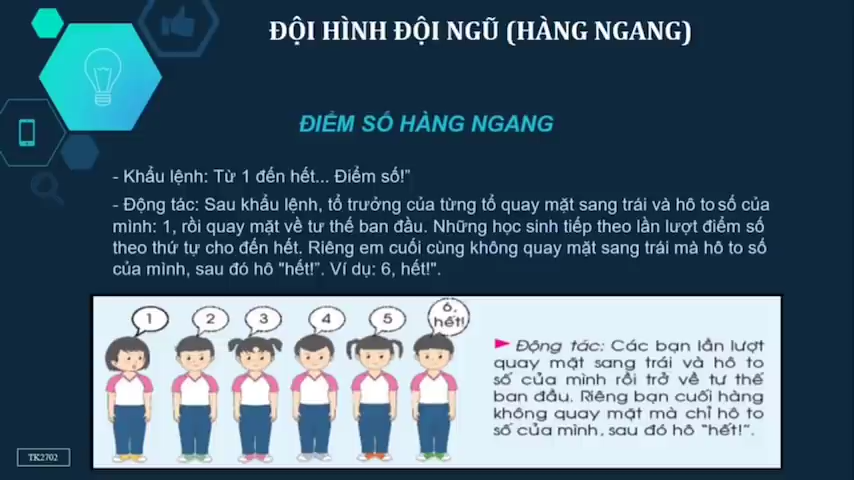 ĐỘI HÌNH ĐỘI NGŨ (HÀNG NGANG)
ĐIỂM SỐ HÀNG NGANG
- Khẩu lệnh: Từ 1 đến hết... Điểm số!”
- Động tác: Sau khẩu lệnh, tổ trưởng của từng tổ quay mặt sang trái và hô to số của
mình: 1, rồi quay mặt về tư thế ban đầu. Những học sinh tiếp theo lần lượt điểm số
theo thứ tự cho đến hết. Riêng em cuối cùng không quay mặt sang trái mà hô to số
của mình, sau đó hô "hết!”. Ví dụ: 6, hết!".
1 2 3 4 5 6.
hết!
Động tác: Các bạn lần lượt
quay mặt sang trái và hô to
số của mình rồi trở về tư thế
ban đầu. Riêng bạn cuối hàng
không quay mặt mà chỉ hô to
số của mình, sau đó hô “hết!”.
TK2702